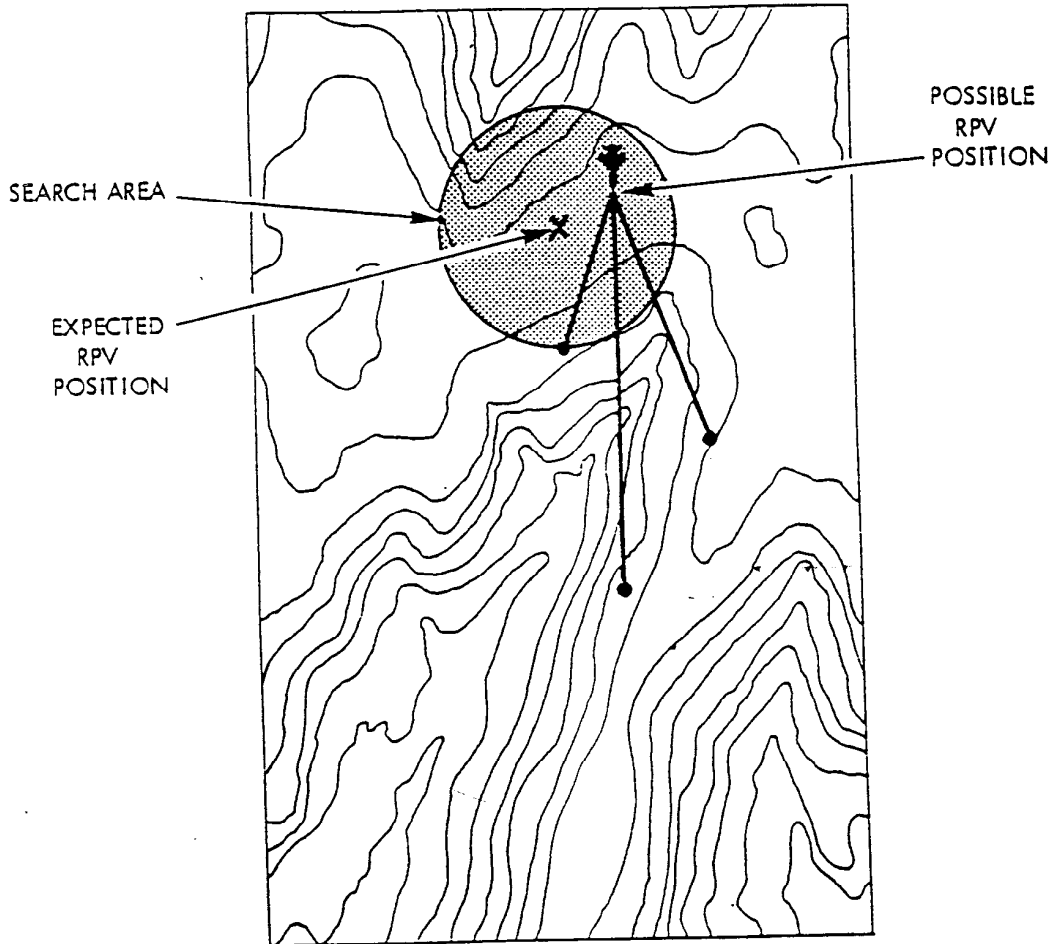 POSSIBLE
RPV
POSITION
SEARCH AREA
EXPECTED
RPV
POSITION